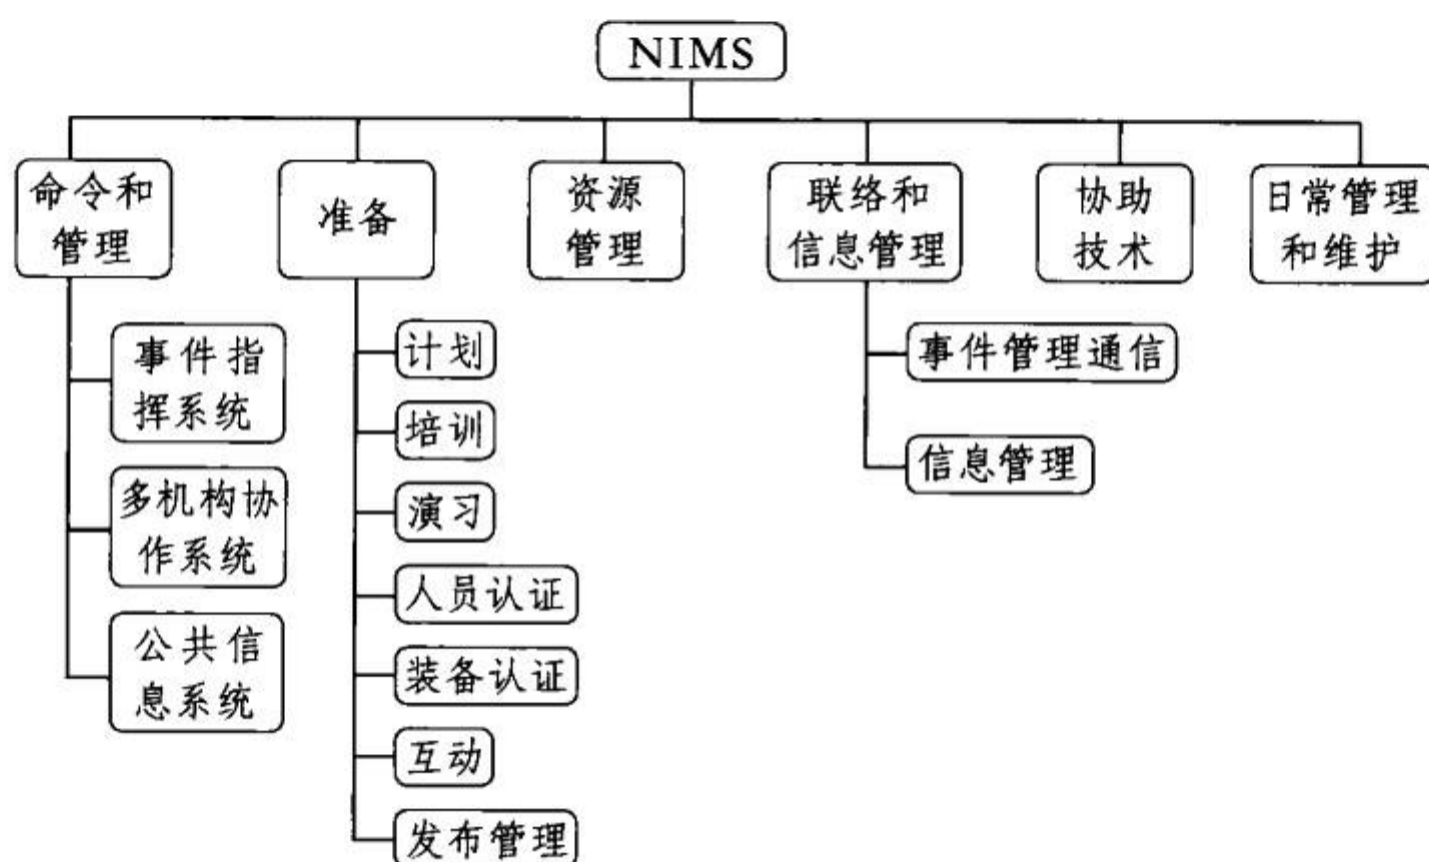 NIMS
命令和
管理
准备
资源
管理
联络和
信息管理
协助
技术
日常管理
和维护
事件指
挥系统
多机构协
作系统
公共信
息系统
计划
培训
演习
人员认证
装备认证
互动
发布管理
事件管理通信
信息管理